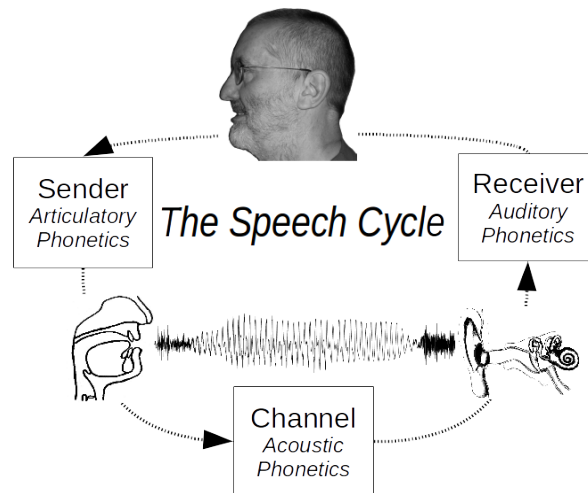 Sender
Articulatory
Phonetics
The Speech Cycle
Receiver
Auditory
Phonetics
Channel
Acoustic
Phonetics